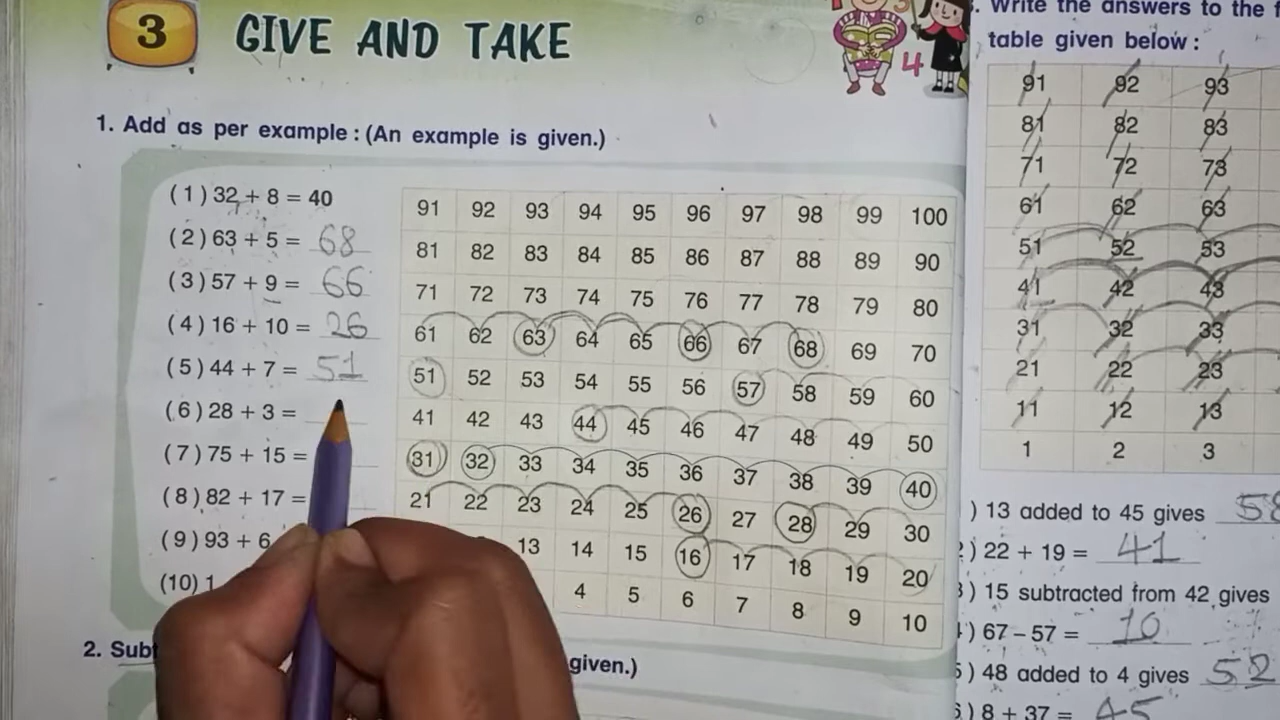 3 GIVE AND TAKE
1. Add as per example : (An example is given.)
(1) 32 + 8 = 40
(2) 63 + 5 = 68
(3) 57 + 9 = 66
(4) 16 + 10 = 26
(5) 44 + 7 = 51
(6) 28 + 3 =
(7) 75 + 15 =
(8) 82 + 17 =
(9) 93 + 6
(10) 1
91 92 93 94 95 96 97 98 99 100
81 82 83 84 85 86 87 88 89 90
71 72 73 74 75 76 77 78 79 80
61 62 63 64 65 66 67 68 69 70
51 52 53 54 55 56 57 58 59 60
41 42 43 44 45 46 47 48 49 50
31 32 33 34 35 36 37 38 39 40
21 22 23 24 25 26 27 28 29 30
13 14 15 16 17 18 19 20
4 5 6 7 8 9 10
2. given.)
4
. Write the answers to the
table given below :
91 92 93
81 82 83
71 72 73
61 62 63
51 52 53
41 42 43
31 32 33
21 22 23
11 12 13
1 2 3
) 13 added to 45 gives 58
) 22 + 19 = 41
) 15 subtracted from 42 gives
) 67 – 57 = 10
) 48 added to 4 gives 52
) 8 + 37 = 45